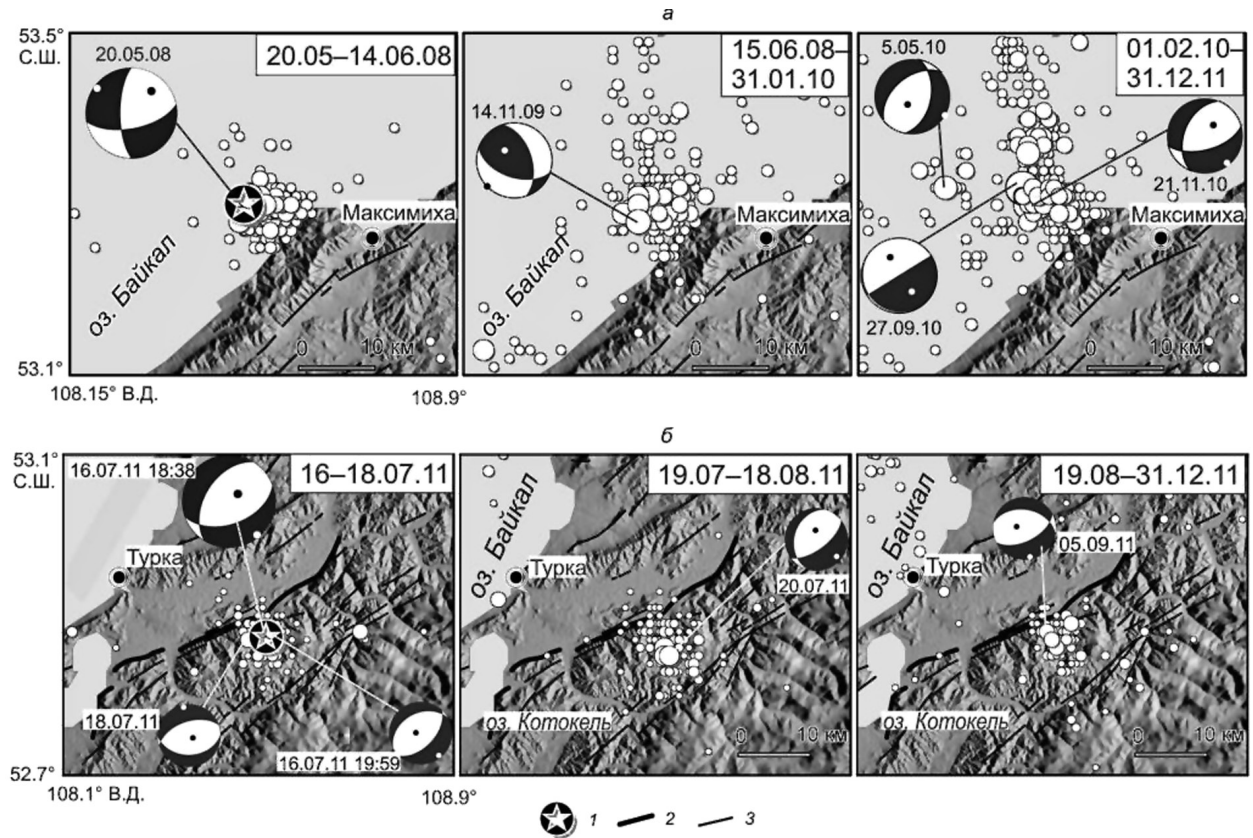 а
53.5°
С.Ш.
20.05.08
20.05–14.06.08
Максимиха
оз. Байкал
0 10 км
53.1°
108.15° В.Д.
108.9°
15.06.08–
31.01.10
14.11.09
Максимиха
оз. Байкал
0 10 км
5.05.10
01.02.10–
31.12.11
21.11.10
Максимиха
27.09.10
0 10 км
б
53.1°
С.Ш.
16.07.11 18:38
16–18.07.11
Турка
18.07.11
16.07.11 19:59
52.7°
108.1° В.Д.
108.9°
оз. Байкал
19.07–18.08.11
Турка
20.07.11
оз. Котокель
0 10 км
оз. Байкал
19.08–31.12.11
Турка
05.09.11
оз. Котокель
0 10 км
1 2 3